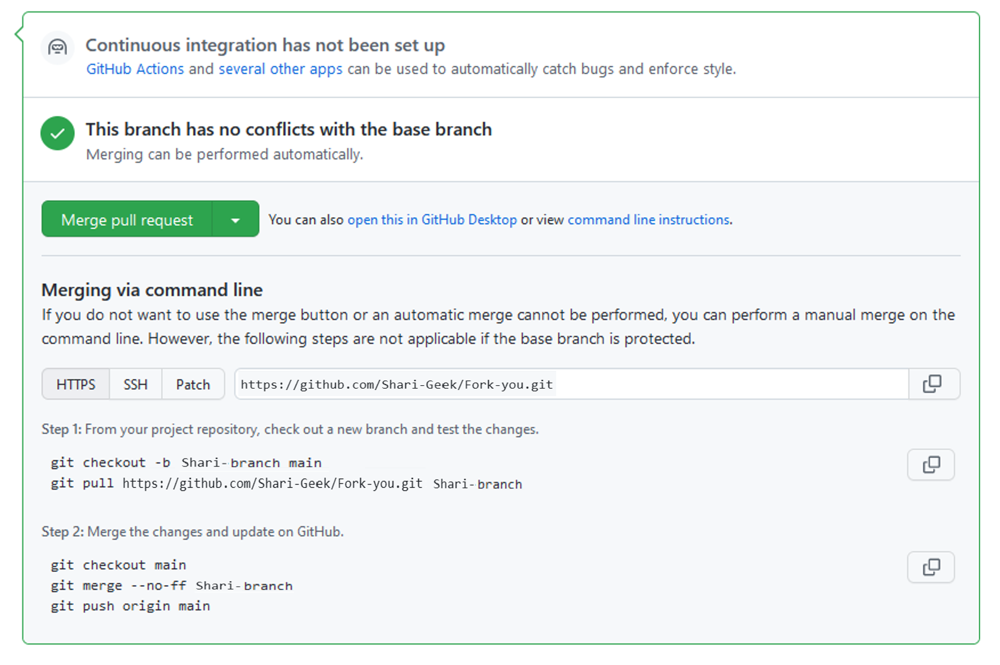 Continuous integration has not been set up
GitHub Actions and several other apps can be used to automatically catch bugs and enforce style.
This branch has no conflicts with the base branch
Merging can be performed automatically.
Merge pull request
You can also open this in GitHub Desktop or view command line instructions.
Merging via command line
If you do not want to use the merge button or an automatic merge cannot be performed, you can perform a manual merge on the
command line. However, the following steps are not applicable if the base branch is protected.
HTTPS SSH Patch https://github.com/Shari-Geek/Fork-you.git
Step 1: From your project repository, check out a new branch and test the changes.
git checkout -b Shari-branch main
git pull https://github.com/Shari-Geek/Fork-you.git Shari-branch
Step 2: Merge the changes and update on GitHub.
git checkout main
git merge --no-ff Shari-branch
git push origin main